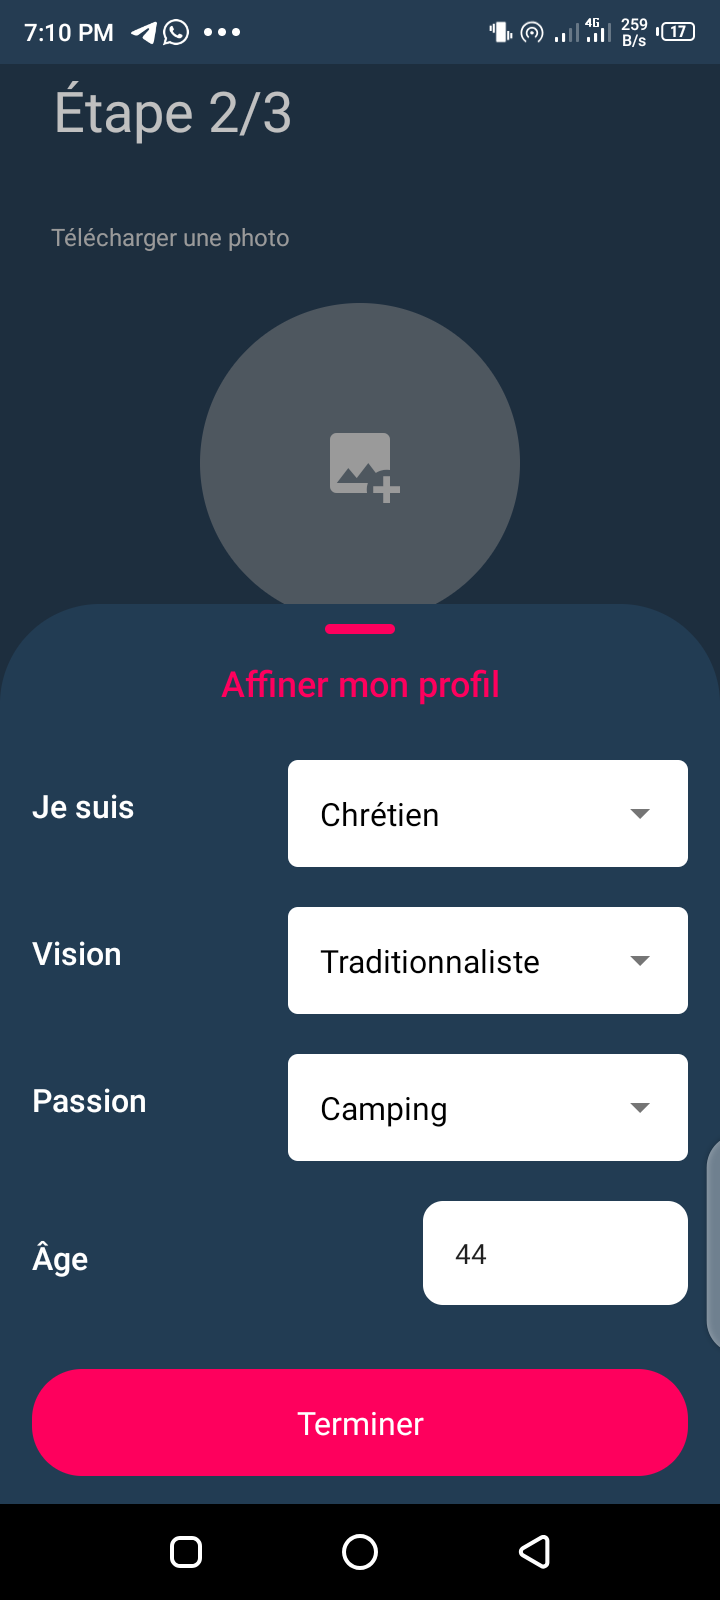 7:10 PM
4G
259
B/s
17
Étape 2/3
Télécharger une photo
Affiner mon profil
Je suis
Chrétien
Vision
Traditionnaliste
Passion
Camping
Âge
44
Terminer